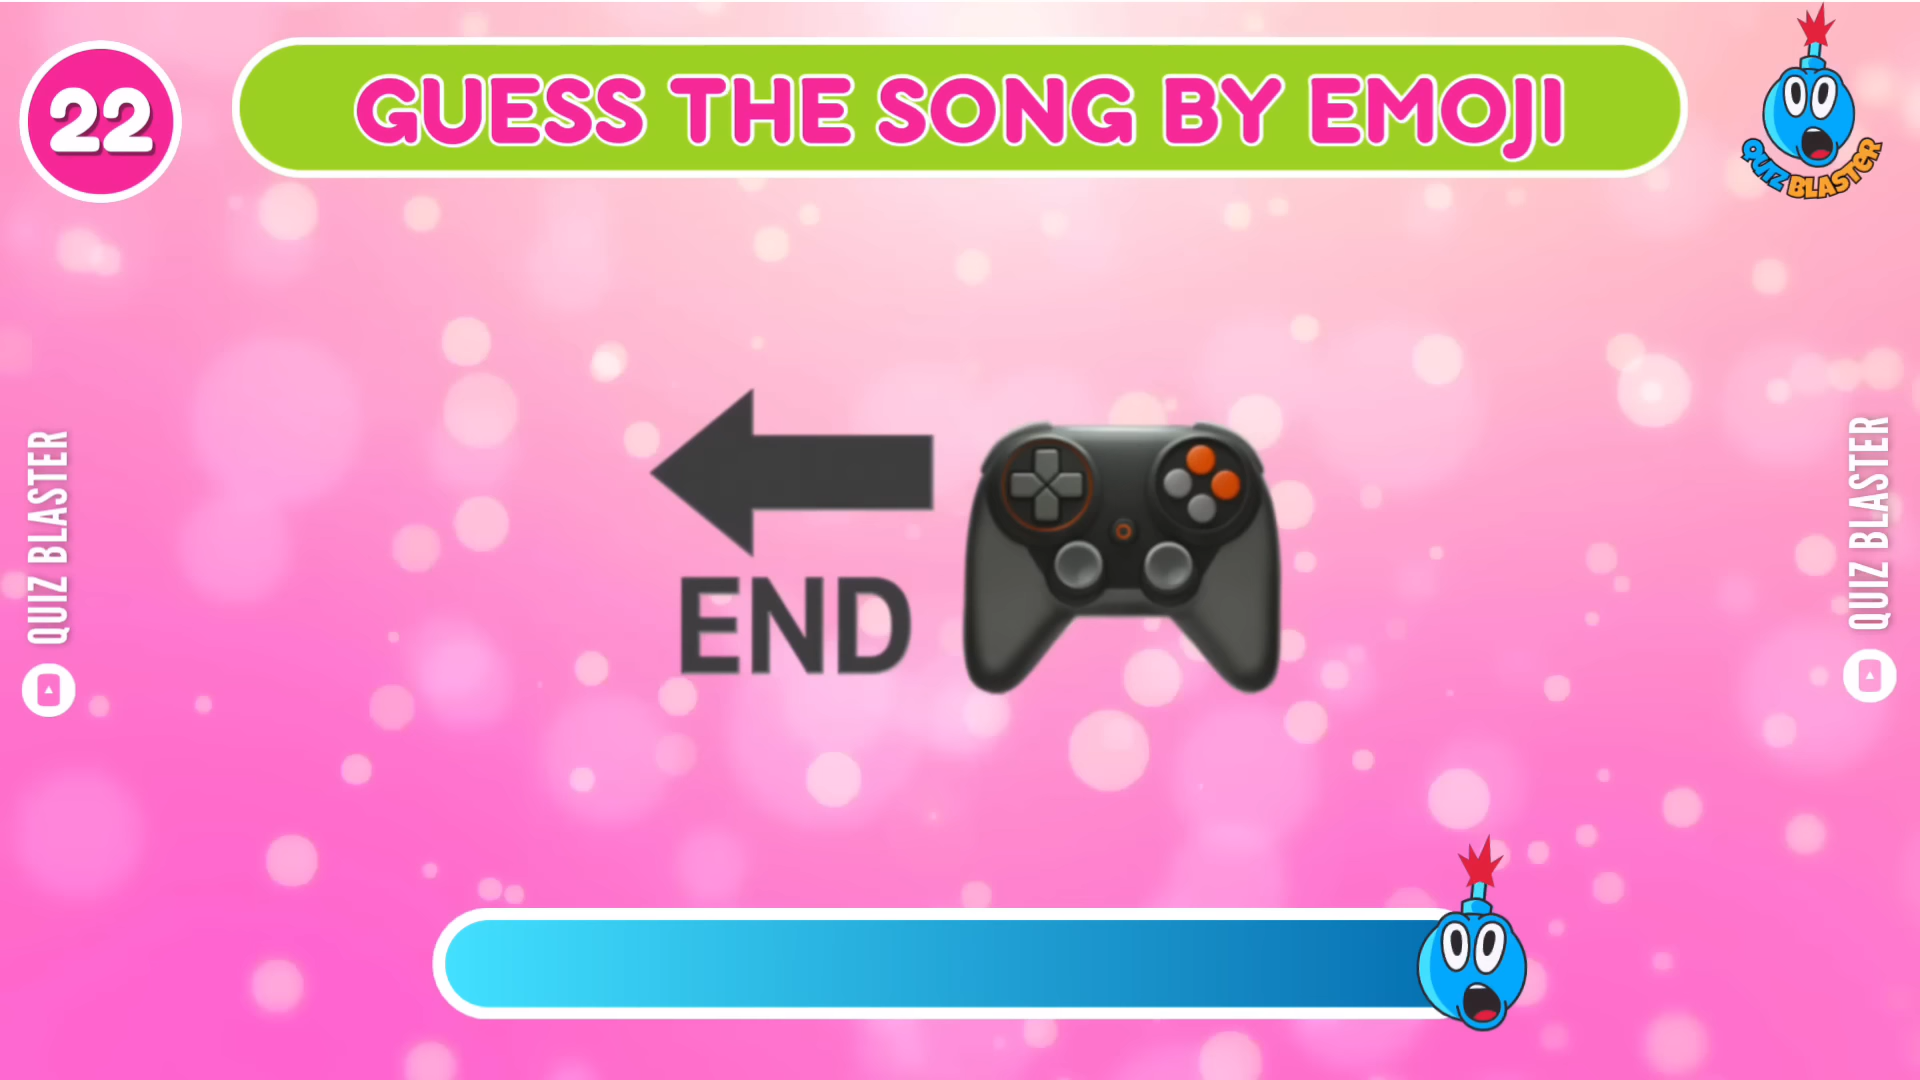 22
GUESS THE SONG BY EMOJI
QUIZ BLASTER
QUIZ BLASTER
END
QUIZ BLASTER